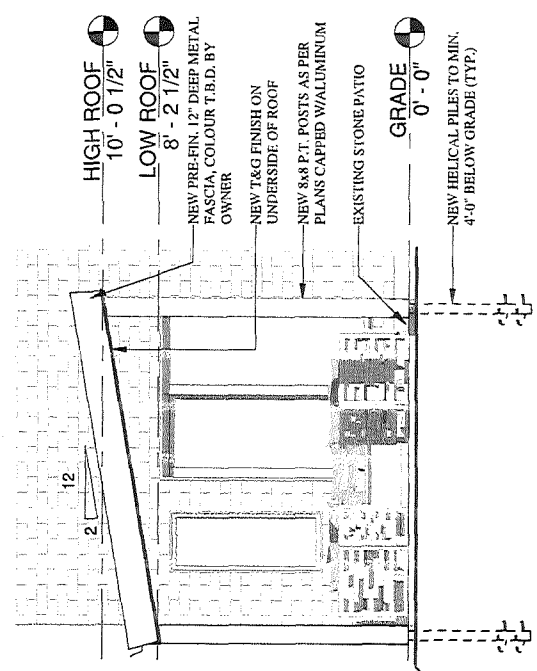 HIGH ROOF
10' - 0 1/2"
LOW ROOF
8' - 2 1/2"
NEW PRE-FIN. 12" DEEP METAL
FASCIA, COLOUR T.B.D. BY
OWNER
NEW T&G FINISH ON
UNDERSIDE OF ROOF
NEW 8x8 P.T. POSTS AS PER
PLANS CAPPED W/ALUMINUM
EXISTING STONE PATIO
GRADE
0' - 0"
NEW HELICAL PILES TO MIN.
4'-0" BELOW GRADE (TYP.)
12
2